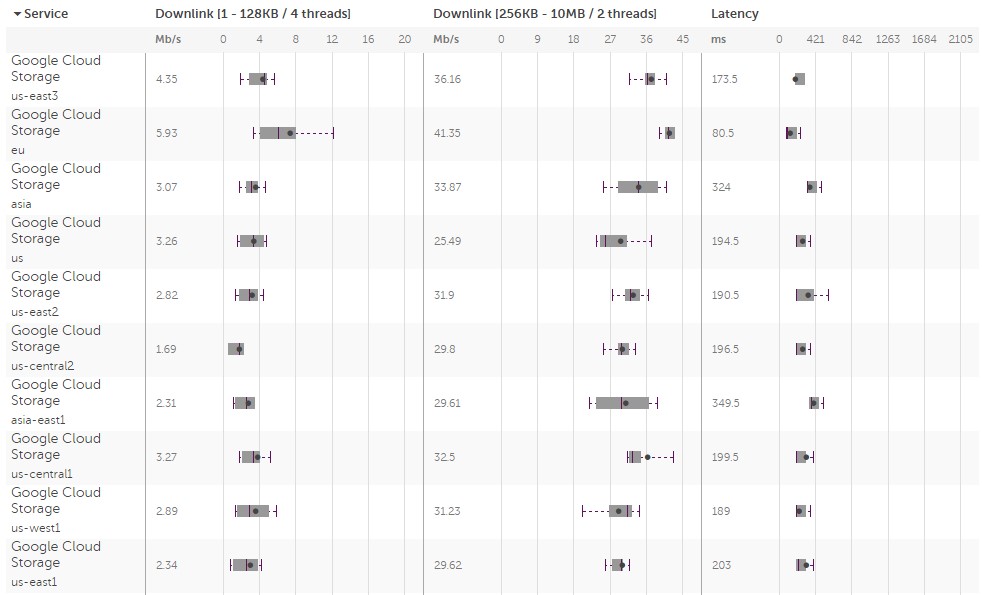 Service Downlink [1 - 128KB / 4 threads] Downlink [256KB - 10MB / 2 threads] Latency
Mb/s 0 4 8 12 16 20 Mb/s 0 9 18 27 36 45 ms 0 421 842 1263 1684 2105
Google Cloud
Storage
us-east3
4.35 36.16 173.5
Google Cloud
Storage
eu
5.93 41.35 80.5
Google Cloud
Storage
asia
3.07 33.87 324
Google Cloud
Storage
us
3.26 25.49 194.5
Google Cloud
Storage
us-east2
2.82 31.9 190.5
Google Cloud
Storage
us-central2
1.69 29.8 196.5
Google Cloud
Storage
asia-east1
2.31 29.61 349.5
Google Cloud
Storage
us-central1
3.27 32.5 199.5
Google Cloud
Storage
us-west1
2.89 31.23 189
Google Cloud
Storage
us-east1
2.34 29.62 203